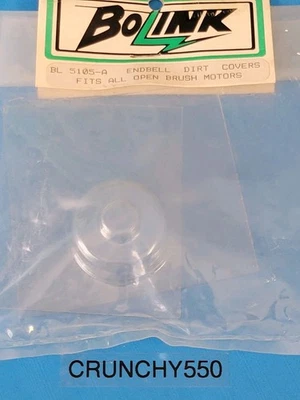 BOLINK
BL 5105-A ENDBELL DIRT COVERS
FITS ALL OPEN BRUSH MOTORS
CRUNCHY550